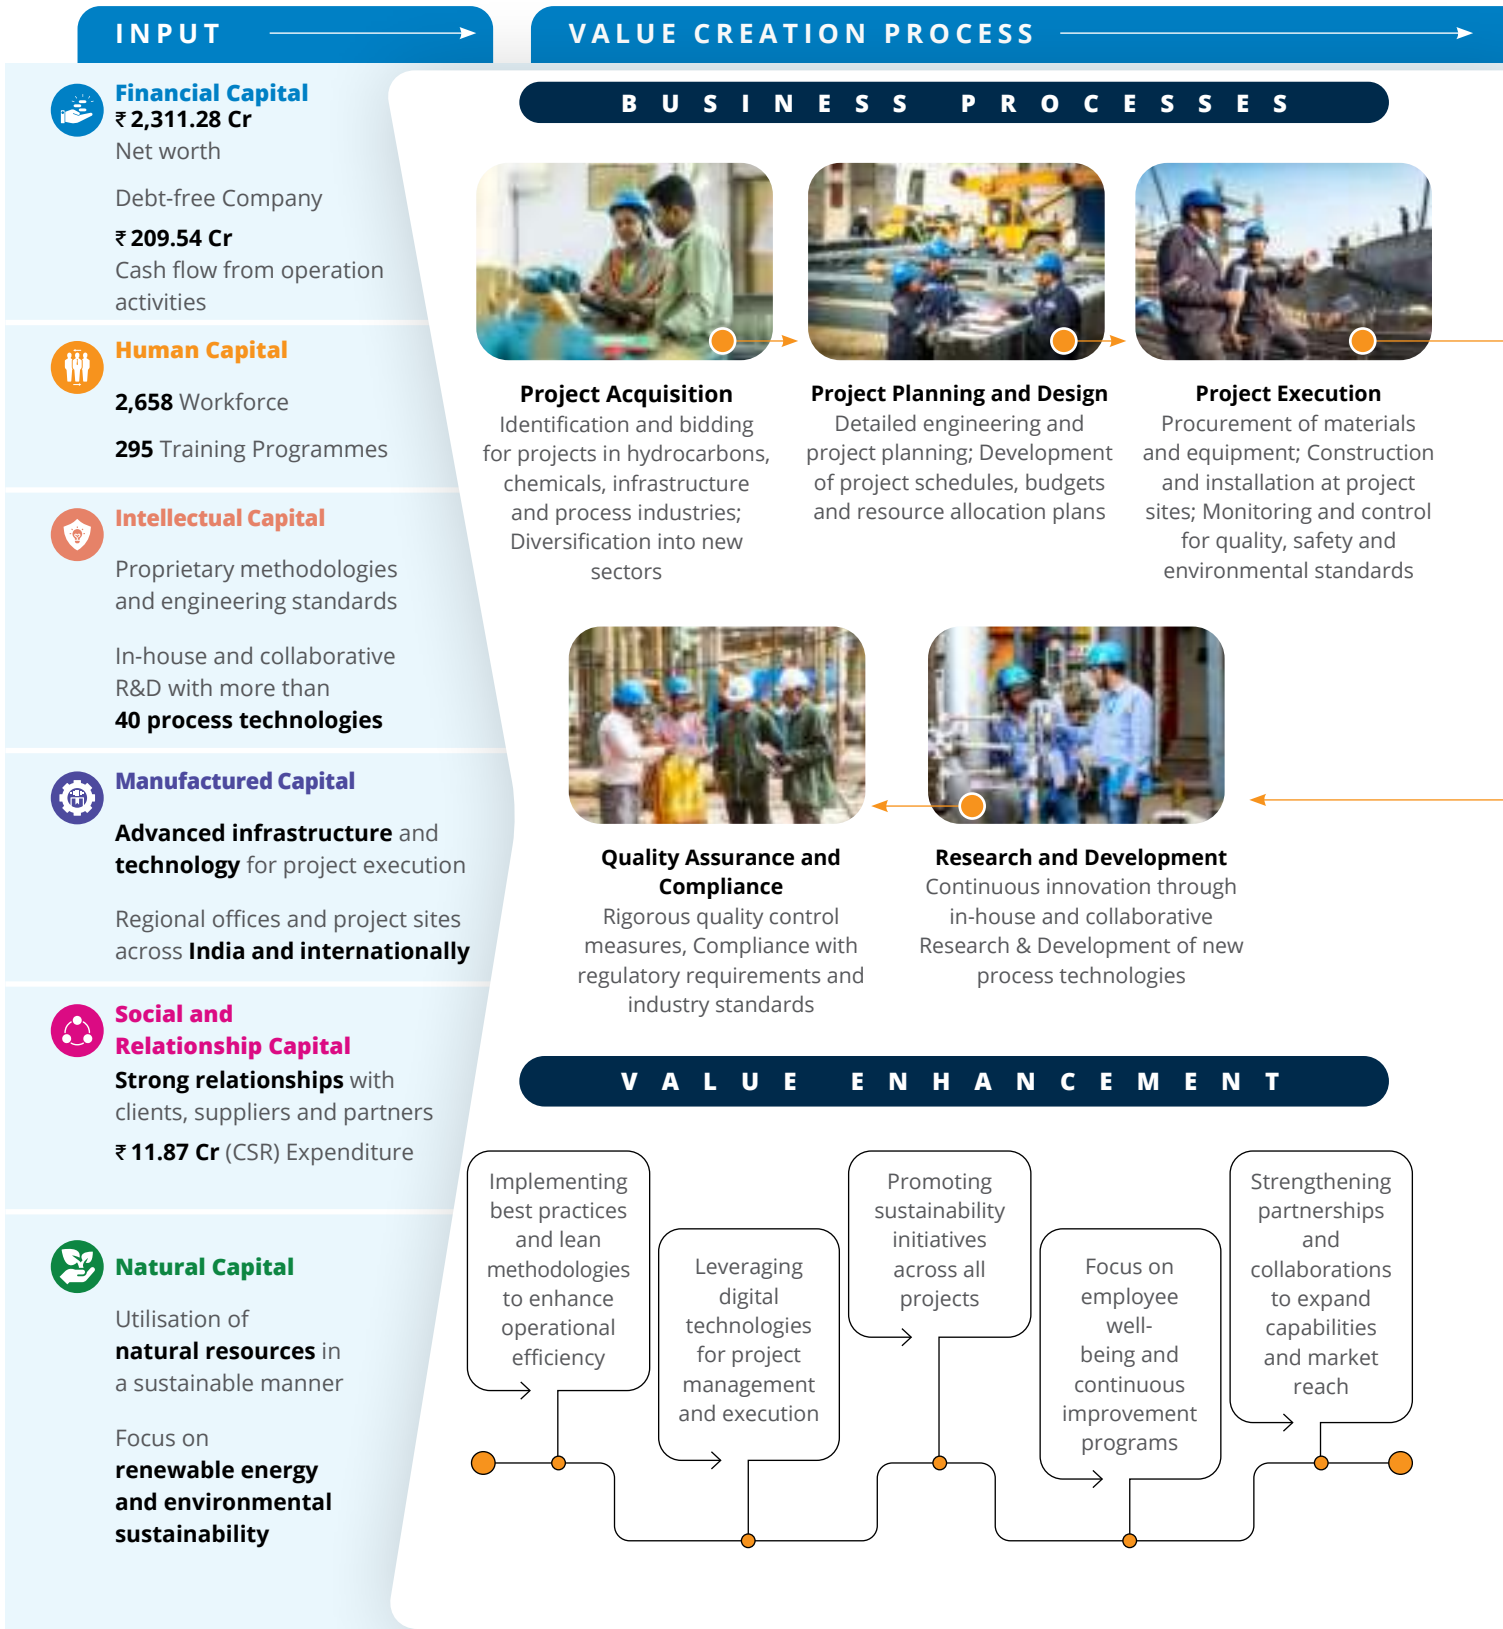 INPUT
VALUE CREATION PROCESS
Financial Capital
₹ 2,311.28 Cr
Net worth
Debt-free Company
₹ 209.54 Cr
Cash flow from operation
activities
Human Capital
2,658 Workforce
295 Training Programmes
Intellectual Capital
Proprietary methodologies
and engineering standards
In-house and collaborative
R&D with more than
40 process technologies
Manufactured Capital
Advanced infrastructure and
technology for project execution
Regional offices and project sites
across India and internationally
Social and
Relationship Capital
Strong relationships with
clients, suppliers and partners
₹ 11.87 Cr (CSR) Expenditure
Natural Capital
Utilisation of
natural resources in
a sustainable manner
Focus on
renewable energy
and environmental
sustainability
BUSINESS PROCESSES
Project Acquisition
Identification and bidding
for projects in hydrocarbons,
chemicals, infrastructure
and process industries;
Diversification into new
sectors
Project Planning and Design
Detailed engineering and
project planning; Development
of project schedules, budgets
and resource allocation plans
Project Execution
Procurement of materials
and equipment; Construction
and installation at project
sites; Monitoring and control
for quality, safety and
environmental standards
Quality Assurance and
Compliance
Rigorous quality control
measures, Compliance with
regulatory requirements and
industry standards
Research and Development
Continuous innovation through
in-house and collaborative
Research & Development of new
process technologies
VALUE ENHANCEMENT
Implementing
best practices
and lean
methodologies
to enhance
operational
efficiency
Leveraging
digital
technologies
for project
management
and execution
Promoting
sustainability
initiatives
across all
projects
Focus on
employee
well-
being and
continuous
improvement
programs
Strengthening
partnerships
and
collaborations
to expand
capabilities
and market
reach